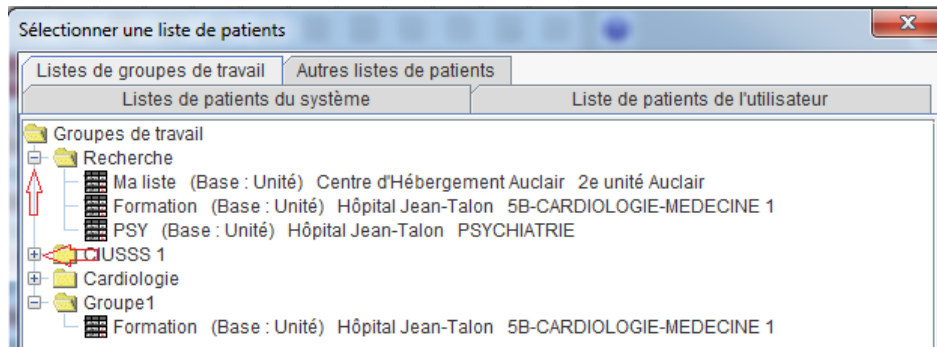 Sélectionner une liste de patients
Listes de groupes de travail Autres listes de patients
Listes de patients du système Liste de patients de l'utilisateur
Groupes de travail
Recherche
Ma liste (Base : Unité) Centre d'Hébergement Auclair 2e unité Auclair
Formation (Base : Unité) Hôpital Jean-Talon 5B-CARDIOLOGIE-MEDECINE 1
PSY (Base : Unité) Hôpital Jean-Talon PSYCHIATRIE
CIUSSS 1
Cardiologie
Groupe1
Formation (Base : Unité) Hôpital Jean-Talon 5B-CARDIOLOGIE-MEDECINE 1